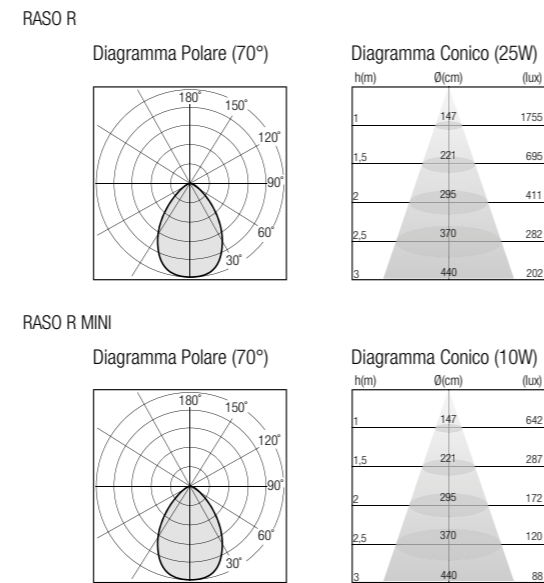 RASO R
Diagramma Polare (70°)
180°
150°
120°
90°
60°
30°
Diagramma Conico (25W)
h(m) Ø(cm) (lux)
1 147 1755
1,5 221 695
2 295 411
2,5 370 282
3 440 202
RASO R MINI
Diagramma Polare (70°)
180°
150°
120°
90°
60°
30°
Diagramma Conico (10W)
h(m) Ø(cm) (lux)
1 147 642
1,5 221 287
2 295 172
2,5 370 120
3 440 88